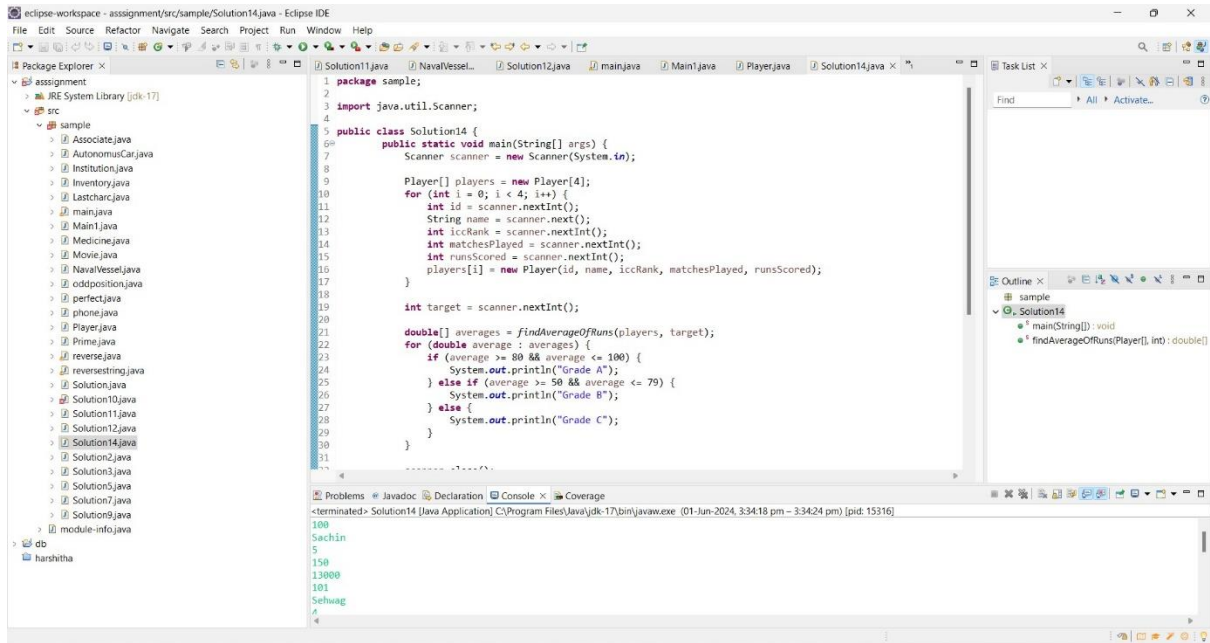 eclipse-workspace - asssignment/src/sample/Solution14.java - Eclipse IDE
File Edit Source Refactor Navigate Search Project Run Window Help
Package Explorer
asssignment
JRE System Library [jdk-17]
src
sample
Associate.java
AutonomusCar.java
Institution.java
Inventory.java
Lastcharc.java
main.java
Main1.java
Medicine.java
Movie.java
NavalVessel.java
oddposition.java
perfect.java
phone.java
Player.java
Prime.java
reverse.java
reversestring.java
Solution.java
Solution10.java
Solution11.java
Solution12.java
Solution14.java
Solution2.java
Solution3.java
Solution5.java
Solution7.java
Solution9.java
module-info.java
db
harshitha
Solution11.java NavalVessel... Solution12.java main.java Main1.java Player.java Solution14.java
1 package sample;
2
3 import java.util.Scanner;
4
5 public class Solution14 {
6 public static void main(String[] args) {
7 Scanner scanner = new Scanner(System.in);
8
9 Player[] players = new Player[4];
10 for (int i = 0; i < 4; i++) {
11 int id = scanner.nextInt();
12 String name = scanner.next();
13 int iccRank = scanner.nextInt();
14 int matchesPlayed = scanner.nextInt();
15 int runsScored = scanner.nextInt();
16 players[i] = new Player(id, name, iccRank, matchesPlayed, runsScored);
17 }
18
19 int target = scanner.nextInt();
20
21 double[] averages = findAverageOfRuns(players, target);
22 for (double average : averages) {
23 if (average >= 80 && average <= 100) {
24 System.out.println("Grade A");
25 } else if (average >= 50 && average <= 79) {
26 System.out.println("Grade B");
27 } else {
28 System.out.println("Grade C");
29 }
30 }
31
Problems Javadoc Declaration Console Coverage
<terminated> Solution14 [Java Application] C:\Program Files\Java\jdk-17\bin\javaw.exe (01-Jun-2024, 3:34:18 pm – 3:34:24 pm) [pid: 15316]
100
Sachin
5
150
13000
101
Sehwag
4
Task List
Find All Activate...
Outline
sample
Solution14
main(String[]) : void
findAverageOfRuns(Player[], int) : double[]